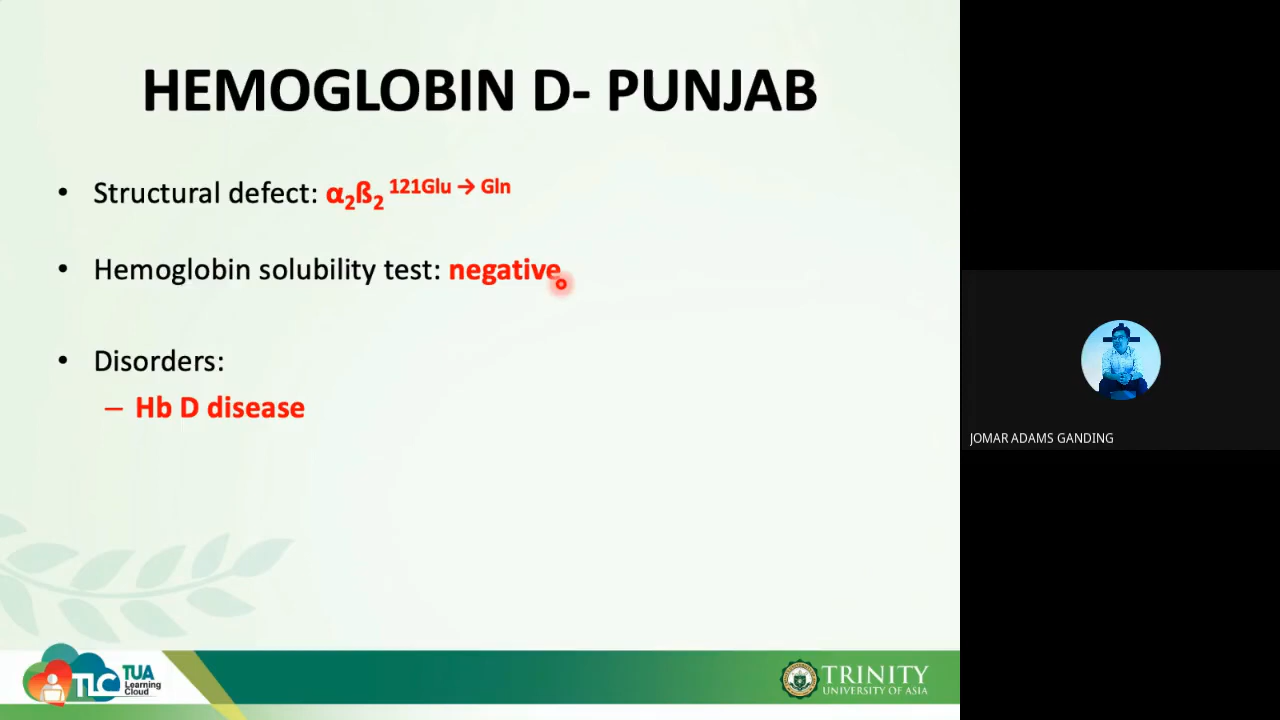 HEMOGLOBIN D- PUNJAB
• Structural defect: α₂ß₂ ¹²¹ᴳˡᵘ → ᴳˡⁿ
• Hemoglobin solubility test: negative
• Disorders:
– Hb D disease
JOMAR ADAMS GANDING
TLC
TUA
Learning
Cloud
TRINITY
UNIVERSITY OF ASIA